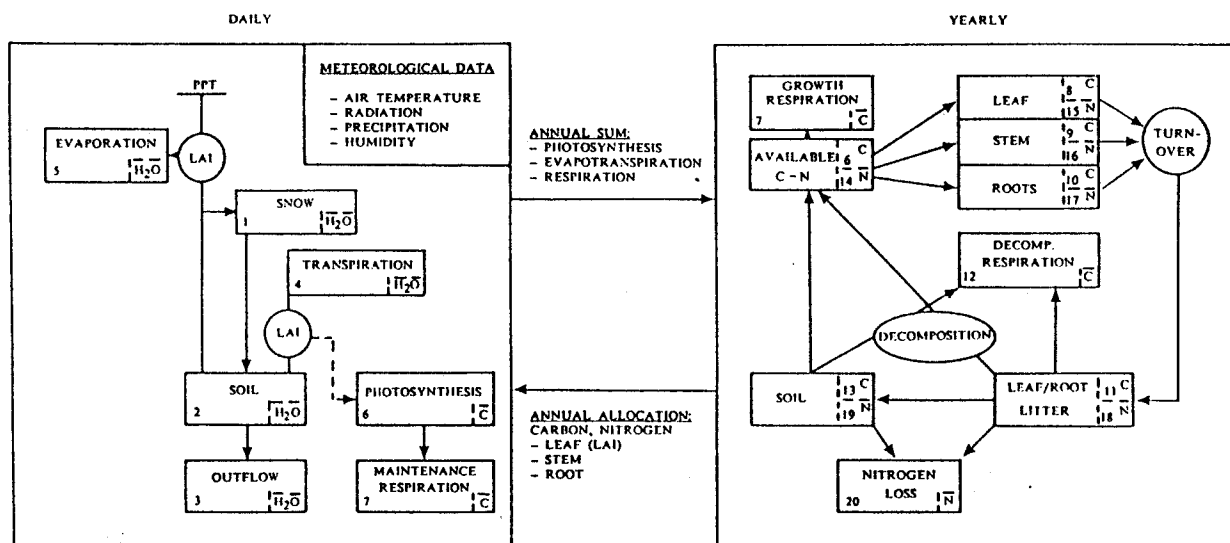 DAILY
YEARLY
METEOROLOGICAL DATA
- AIR TEMPERATURE
- RADIATION
- PRECIPITATION
- HUMIDITY
PPT
LAI
EVAPORATION
5 H₂O
SNOW
1 H₂O
TRANSPIRATION
4 H₂O
LAI
SOIL
2 H₂O
PHOTOSYNTHESIS
6 C
OUTFLOW
3 H₂O
MAINTENANCE
RESPIRATION
7 C
ANNUAL SUM:
- PHOTOSYNTHESIS
- EVAPOTRANSPIRATION
- RESPIRATION
ANNUAL ALLOCATION:
CARBON, NITROGEN
- LEAF (LAI)
- STEM
- ROOT
GROWTH
RESPIRATION
7 C
AVAILABLE
C-N
6 C
14 N
LEAF
8 C
15 N
STEM
9 C
16 N
ROOTS
10 C
17 N
TURN-
OVER
DECOMP.
RESPIRATION
12 C
DECOMPOSITION
SOIL
13 C
19 N
LEAF/ROOT
LITTER
11 C
18 N
NITROGEN
LOSS
20 N